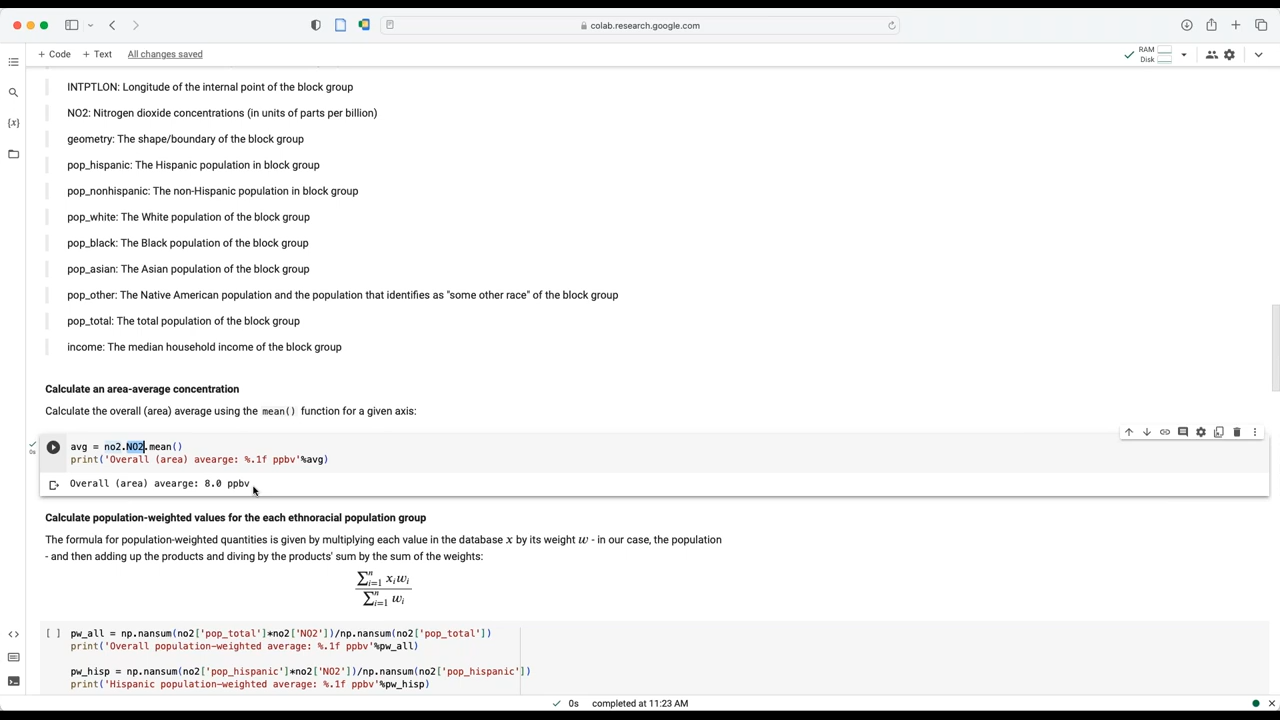 colab.research.google.com
+ Code
+ Text
All changes saved
RAM
Disk
INTPTLON: Longitude of the internal point of the block group
NO2: Nitrogen dioxide concentrations (in units of parts per billion)
geometry: The shape/boundary of the block group
pop_hispanic: The Hispanic population in block group
pop_nonhispanic: The non-Hispanic population in block group
pop_white: The White population of the block group
pop_black: The Black population of the block group
pop_asian: The Asian population of the block group
pop_other: The Native American population and the population that identifies as "some other race" of the block group
pop_total: The total population of the block group
income: The median household income of the block group
Calculate an area-average concentration
Calculate the overall (area) average using the mean() function for a given axis:
avg = no2.NO2.mean()
print('Overall (area) avearge: %.1f ppbv'%avg)
0s
Overall (area) avearge: 8.0 ppbv
Calculate population-weighted values for the each ethnoracial population group
The formula for population-weighted quantities is given by multiplying each value in the database x by its weight w - in our case, the population
- and then adding up the products and diving by the products' sum by the sum of the weights:
∑ⁿᵢ₌₁ xᵢwᵢ
∑ⁿᵢ₌₁ wᵢ
[ ] pw_all = np.nansum(no2['pop_total']*no2['NO2'])/np.nansum(no2['pop_total'])
print('Overall population-weighted average: %.1f ppbv'%pw_all)
pw_hisp = np.nansum(no2['pop_hispanic']*no2['NO2'])/np.nansum(no2['pop_hispanic'])
print('Hispanic population-weighted average: %.1f ppbv'%pw_hisp)
0s completed at 11:23 AM